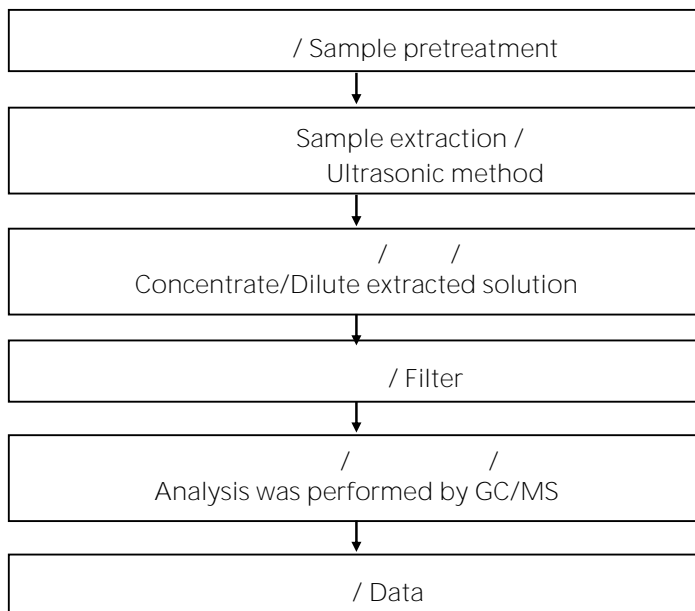 / Sample pretreatment
Sample extraction /
Ultrasonic method
/ /
Concentrate/Dilute extracted solution
/ Filter
/ /
Analysis was performed by GC/MS
/ Data